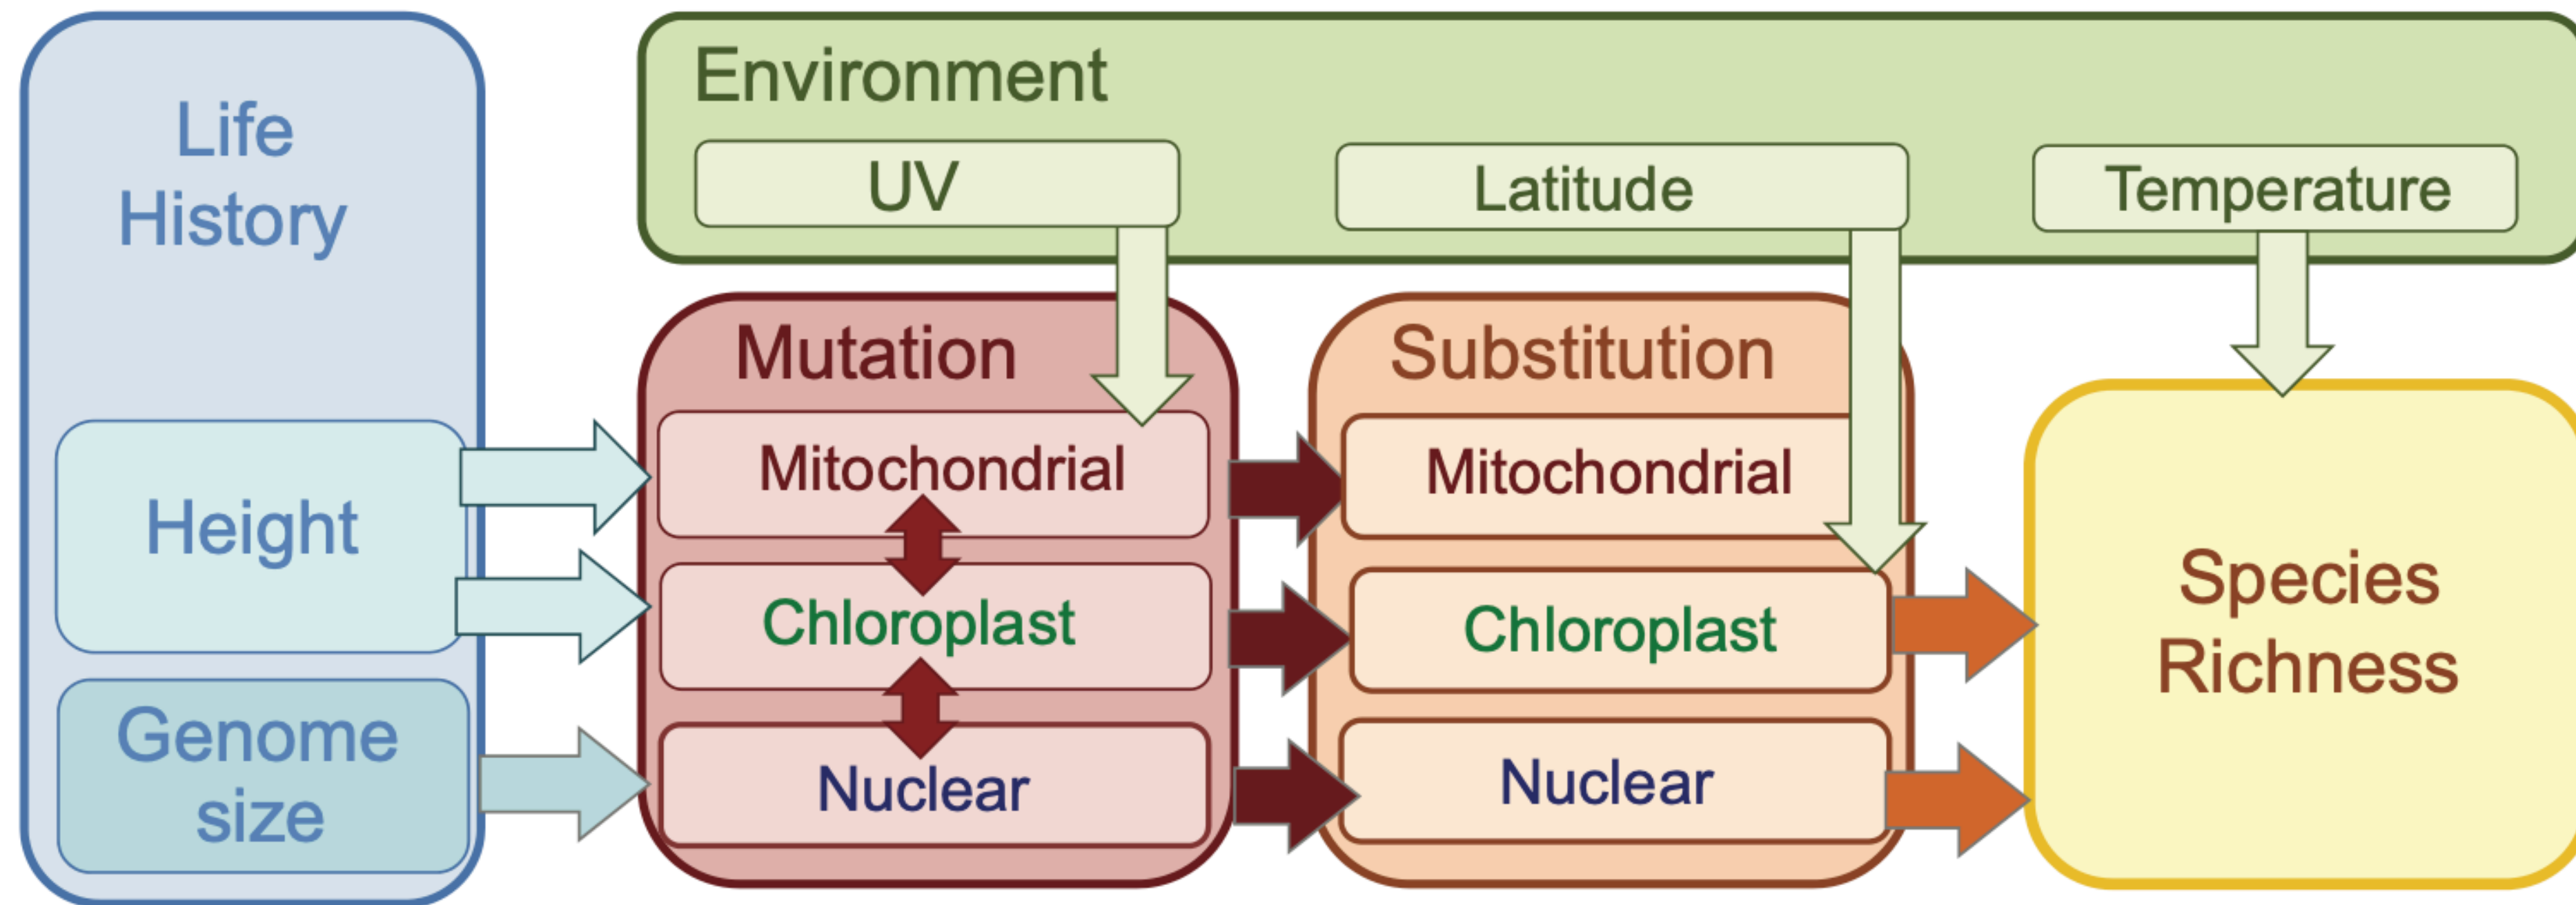 Life
History
Height
Genome
size
Environment
UV
Latitude
Temperature
Mutation
Mitochondrial
Chloroplast
Nuclear
Substitution
Mitochondrial
Chloroplast
Nuclear
Species
Richness